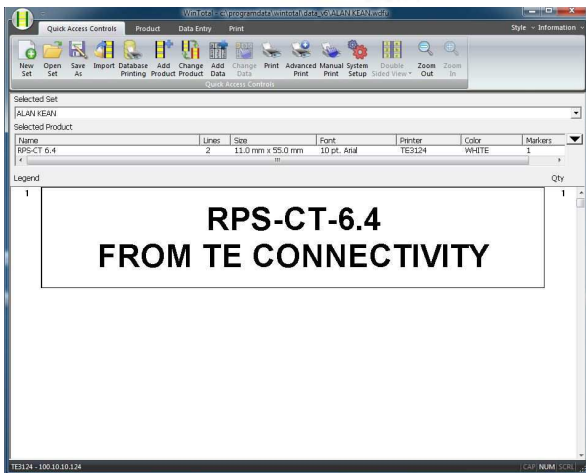 WinTotal - c:\programdata\wintotal\data_v6\ALAN KEAN.wdfu
Quick Access Controls Product Data Entry Print Style Information
New Set Open Set Save As Import Database Printing Add Product Change Product Add Data Change Data Print Advanced Print Manual Print System Setup Double Sided View Zoom Out Zoom In
Quick Access Controls
Selected Set
ALAN KEAN
Selected Product
Name Lines Size Font Printer Color Markers
RPS-CT 6.4 2 11.0 mm x 55.0 mm 10 pt. Arial TE3124 WHITE 1
Legend Qty
1 RPS-CT-6.4 1
FROM TE CONNECTIVITY
TE3124 - 100.10.10.124 CAP NUM SCRL